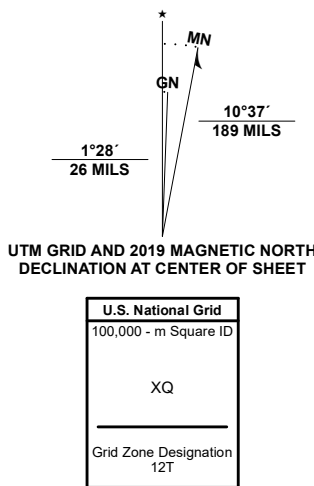 ★
MN
GN
10°37´
189 MILS
1°28´
26 MILS
UTM GRID AND 2019 MAGNETIC NORTH
DECLINATION AT CENTER OF SHEET
U.S. National Grid
100,000 - m Square ID
XQ
Grid Zone Designation
12T